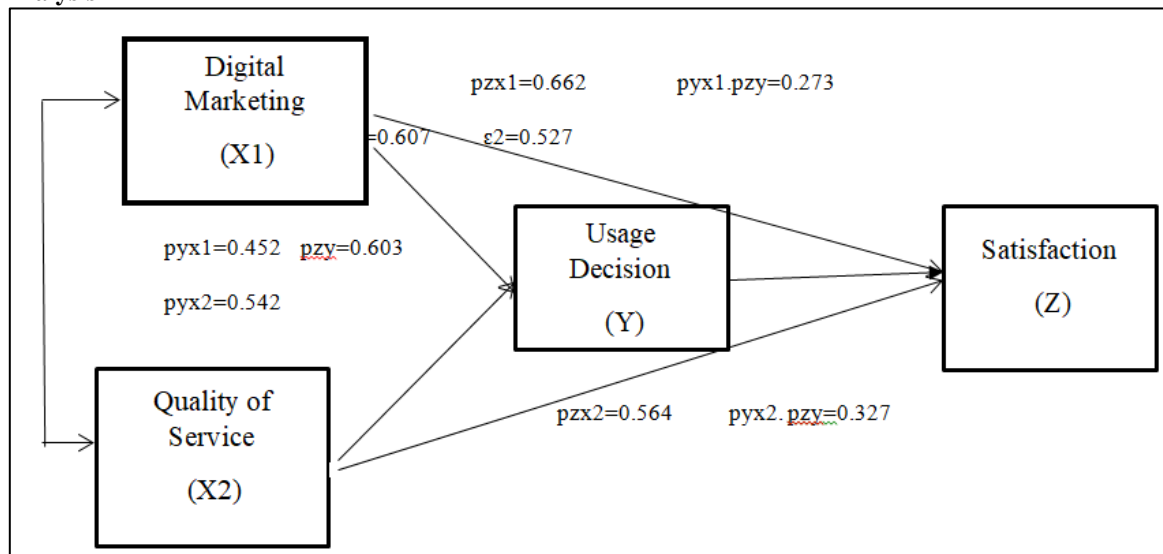 Digital
Marketing
(X1)
pzx1=0.662 pyx1.pzy=0.273
=0.607 ε2=0.527
Usage
Decision
(Y)
Satisfaction
(Z)
pyx1=0.452 pzy=0.603
pyx2=0.542
Quality of
Service
(X2)
pzx2=0.564 pyx2. pzy=0.327